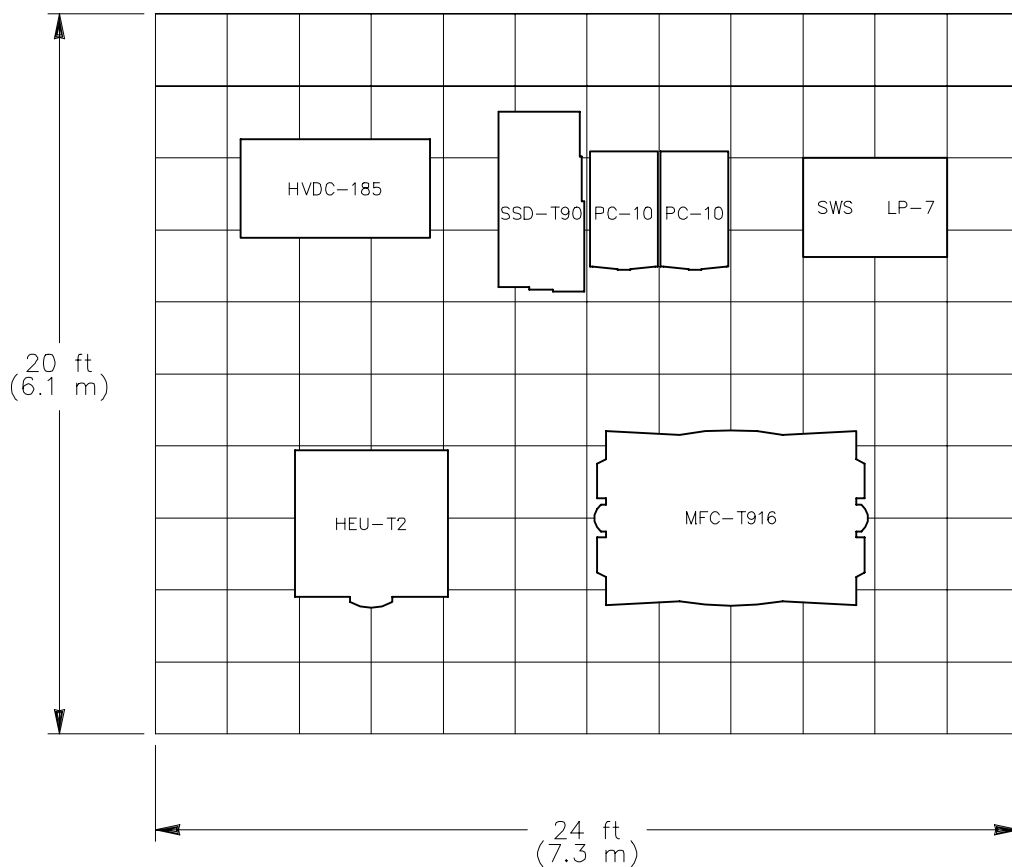 HVDC-185
SSD-T90 PC-10 PC-10
SWS LP-7
20 ft
(6.1 m)
HEU-T2
MFC-T916
24 ft
(7.3 m)